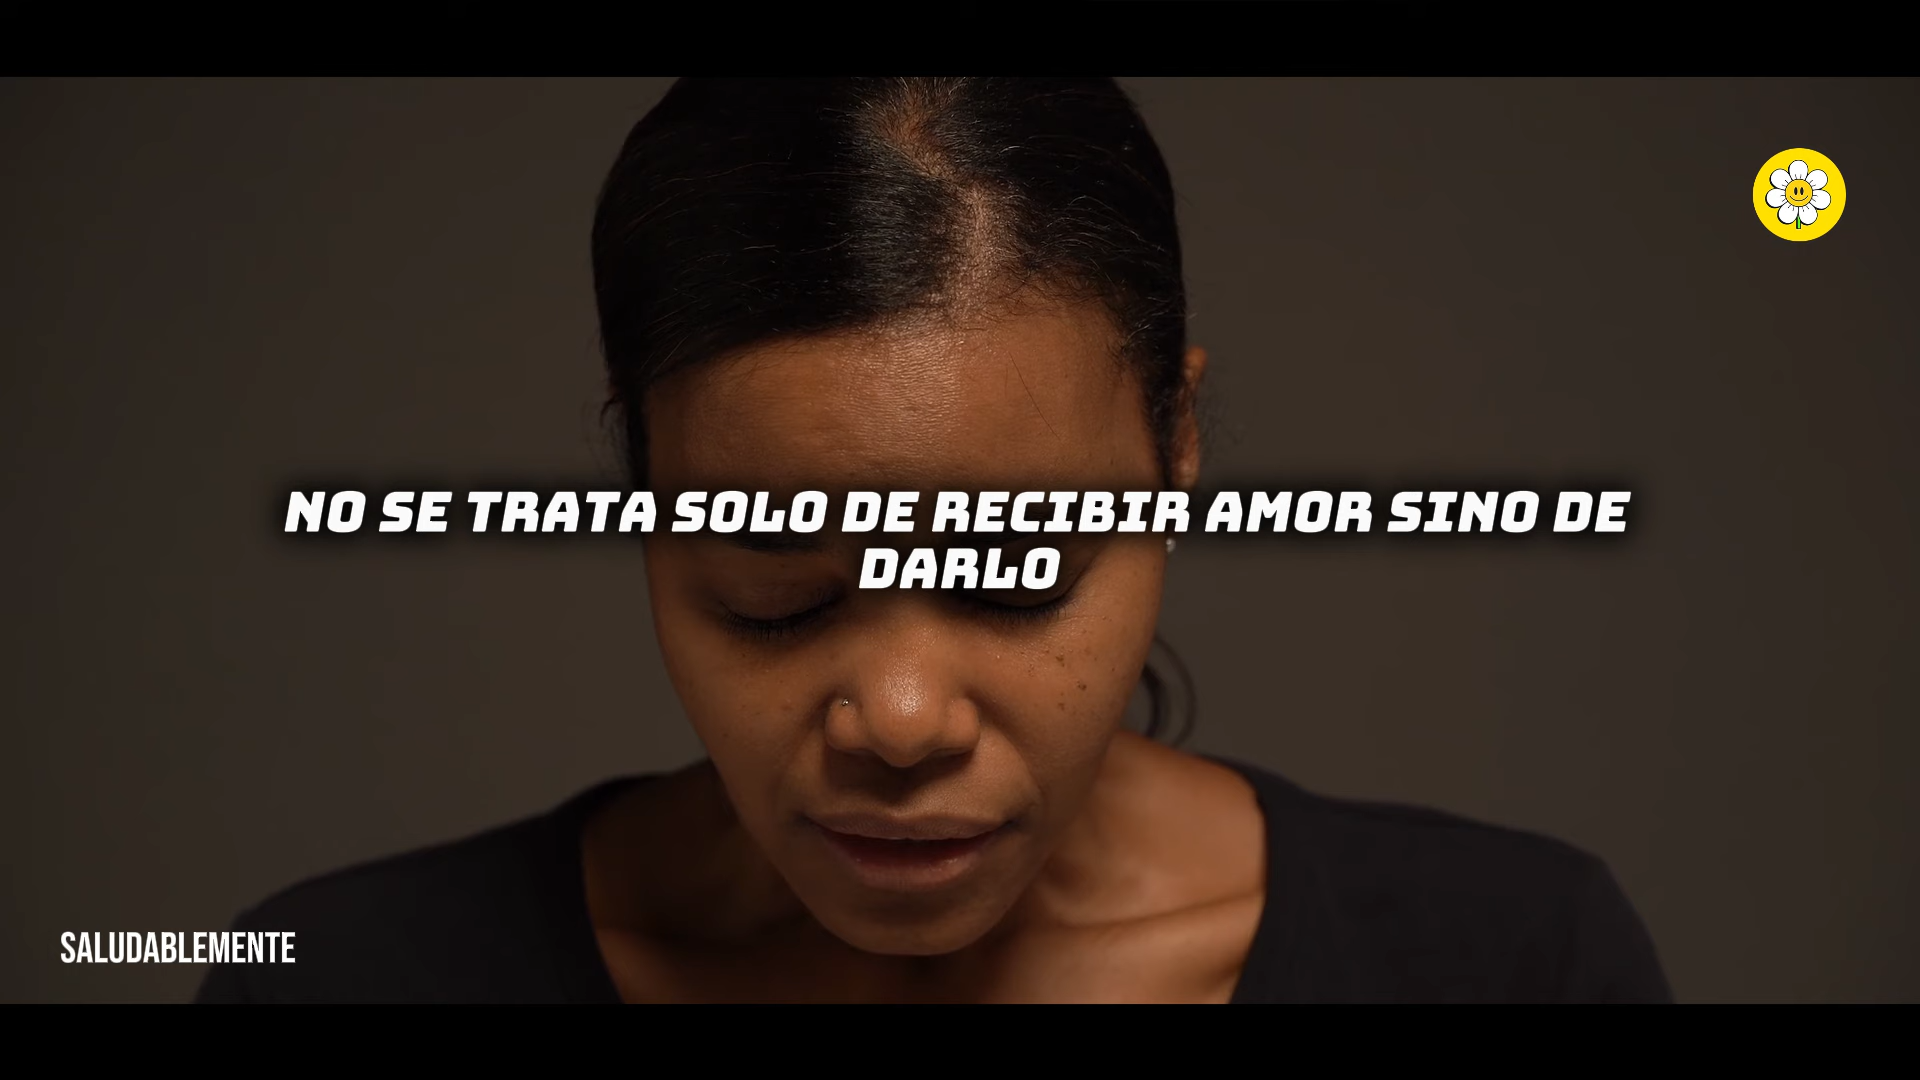 NO SE TRATA SOLO DE RECIBIR AMOR SINO DE
DARLO
SALUDABLEMENTE